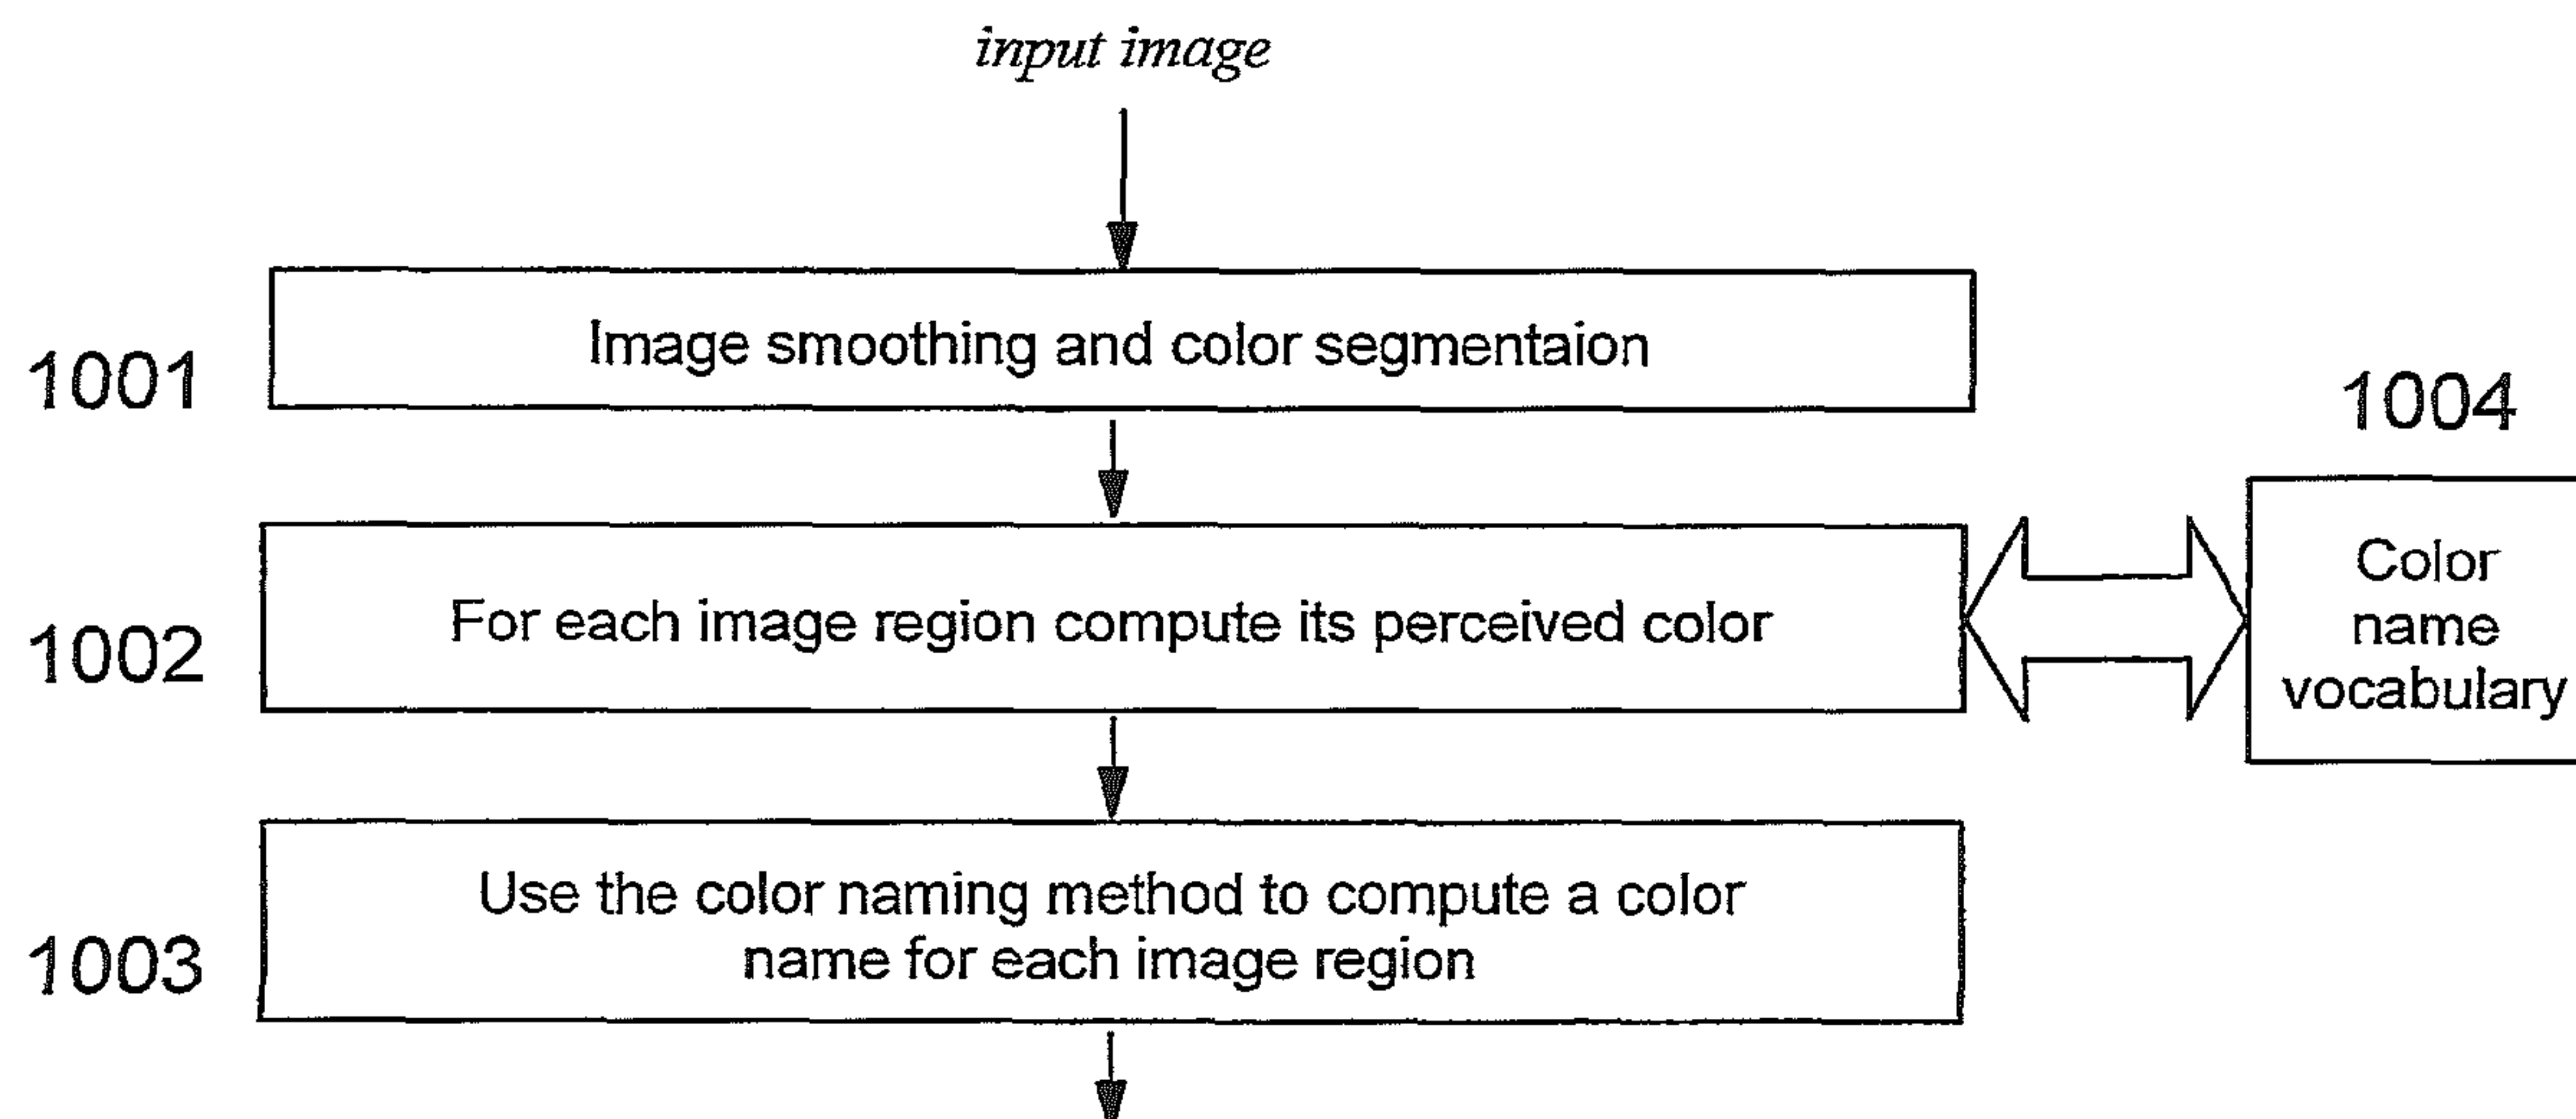 input image
1001
Image smoothing and color segmentaion
1004
1002
For each image region compute its perceived color
Color
name
vocabulary
1003
Use the color naming method to compute a color
name for each image region